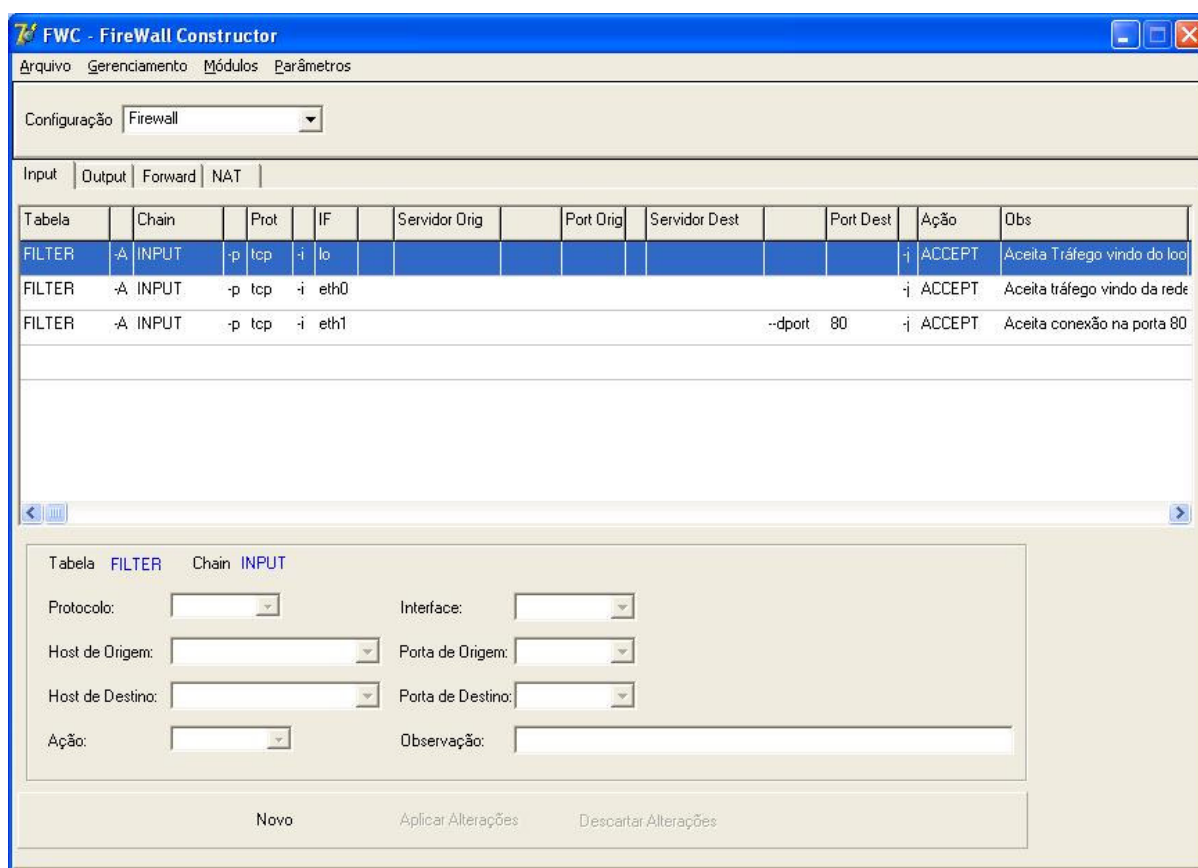 FWC - FireWall Constructor
Arquivo Gerenciamento Módulos Parâmetros
Configuração Firewall
Input Output Forward NAT
Tabela Chain Prot IF Servidor Orig Port Orig Servidor Dest Port Dest Ação Obs
FILTER -A INPUT -p tcp -i lo -j ACCEPT Aceita Tráfego vindo do loo
FILTER -A INPUT -p tcp -i eth0 -j ACCEPT Aceita tráfego vindo da rede
FILTER -A INPUT -p tcp -i eth1 --dport 80 -j ACCEPT Aceita conexão na porta 80
Tabela FILTER Chain INPUT
Protocolo: Interface:
Host de Origem: Porta de Origem:
Host de Destino: Porta de Destino:
Ação: Observação:
Novo Aplicar Alterações Descartar Alterações